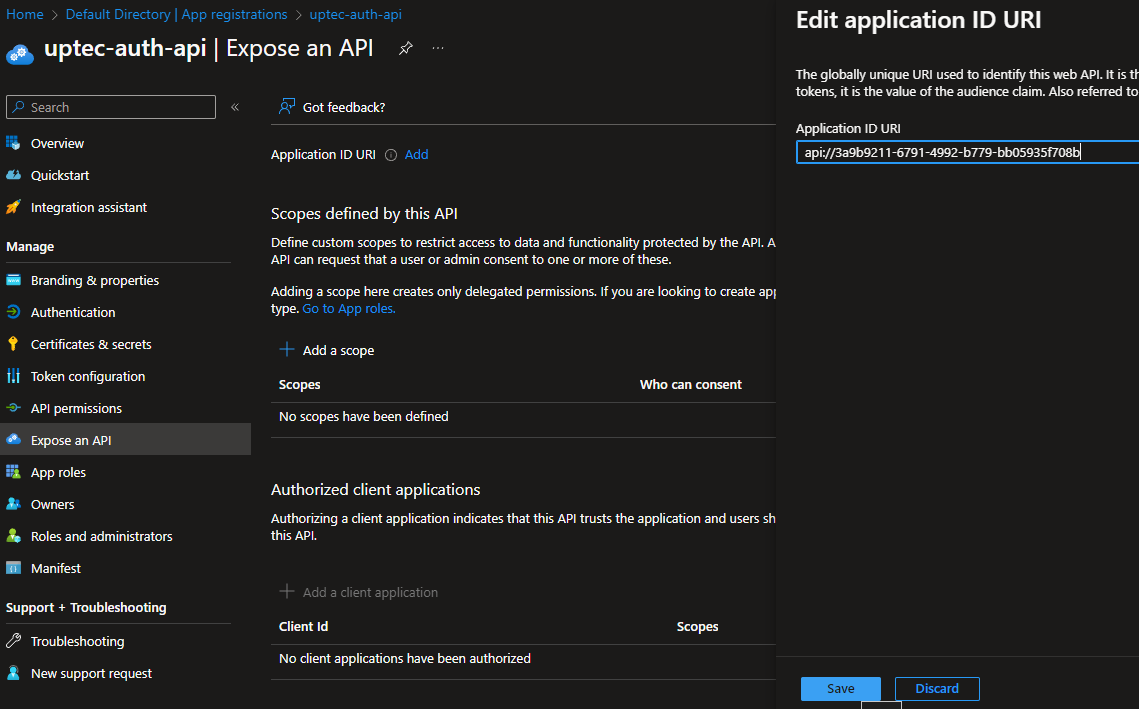 Home > Default Directory | App registrations > uptec-auth-api
uptec-auth-api | Expose an API
Search
Overview
Quickstart
Integration assistant
Manage
Branding & properties
Authentication
Certificates & secrets
Token configuration
API permissions
Expose an API
App roles
Owners
Roles and administrators
Manifest
Support + Troubleshooting
Troubleshooting
New support request
Got feedback?
Application ID URI Add
Scopes defined by this API
Define custom scopes to restrict access to data and functionality protected by the API. A
API can request that a user or admin consent to one or more of these.
Adding a scope here creates only delegated permissions. If you are looking to create app
type. Go to App roles.
Add a scope
Scopes Who can consent
No scopes have been defined
Authorized client applications
Authorizing a client application indicates that this API trusts the application and users sh
this API.
Add a client application
Client Id Scopes
No client applications have been authorized
Edit application ID URI
The globally unique URI used to identify this web API. It is th
tokens, it is the value of the audience claim. Also referred to
Application ID URI
api://3a9b9211-6791-4992-b779-bb05935f708b
Save Discard